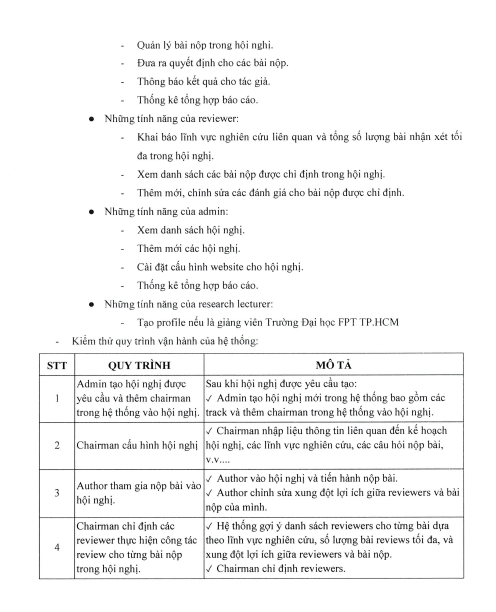 - Quản lý bài nộp trong hội nghị.
- Đưa ra quyết định cho các bài nộp.
- Thông báo kết quả cho tác giả.
- Thống kê tổng hợp báo cáo.
● Những tính năng của reviewer:
- Khai báo lĩnh vực nghiên cứu liên quan và tổng số lượng bài nhận xét tối
đa trong hội nghị.
- Xem danh sách các bài nộp được chỉ định trong hội nghị.
- Thêm mới, chỉnh sửa các đánh giá cho bài nộp được chỉ định.
● Những tính năng của admin:
- Xem danh sách hội nghị.
- Thêm mới các hội nghị.
- Cài đặt cấu hình website cho hội nghị.
- Thống kê tổng hợp báo cáo.
● Những tính năng của research lecturer:
- Tạo profile nếu là giảng viên Trường Đại học FPT TP.HCM
- Kiểm thử quy trình vận hành của hệ thống:
STT QUY TRÌNH MÔ TẢ
1
Admin tạo hội nghị được
yêu cầu và thêm chairman
trong hệ thống vào hội nghị.
Sau khi hội nghị được yêu cầu tạo:
✓ Admin tạo hội nghị mới trong hệ thống bao gồm các
track và thêm chairman trong hệ thống vào hội nghị.
2
Chairman cấu hình hội nghị
✓ Chairman nhập liệu thông tin liên quan đến kế hoạch
hội nghị, các lĩnh vực nghiên cứu, các câu hỏi nộp bài,
v.v....
3
Author tham gia nộp bài vào
hội nghị.
✓ Author vào hội nghị và tiến hành nộp bài.
✓ Author chỉnh sửa xung đột lợi ích giữa reviewers và bài
nộp của mình.
4
Chairman chỉ định các
reviewer thực hiện công tác
review cho từng bài nộp
trong hội nghị.
✓ Hệ thống gợi ý danh sách reviewers cho từng bài dựa
theo lĩnh vực nghiên cứu, số lượng bài reviews tối đa, và
xung đột lợi ích giữa reviewers và bài nộp.
✓ Chairman chỉ định reviewers.